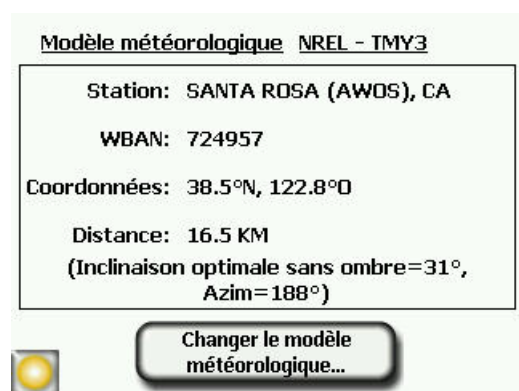 Modèle météorologique NREL - TMY3
Station: SANTA ROSA (AWOS), CA
WBAN: 724957
Coordonnées: 38.5°N, 122.8°O
Distance: 16.5 KM
(Inclinaison optimale sans ombre=31°,
Azim=188°)
Changer le modèle
météorologique...